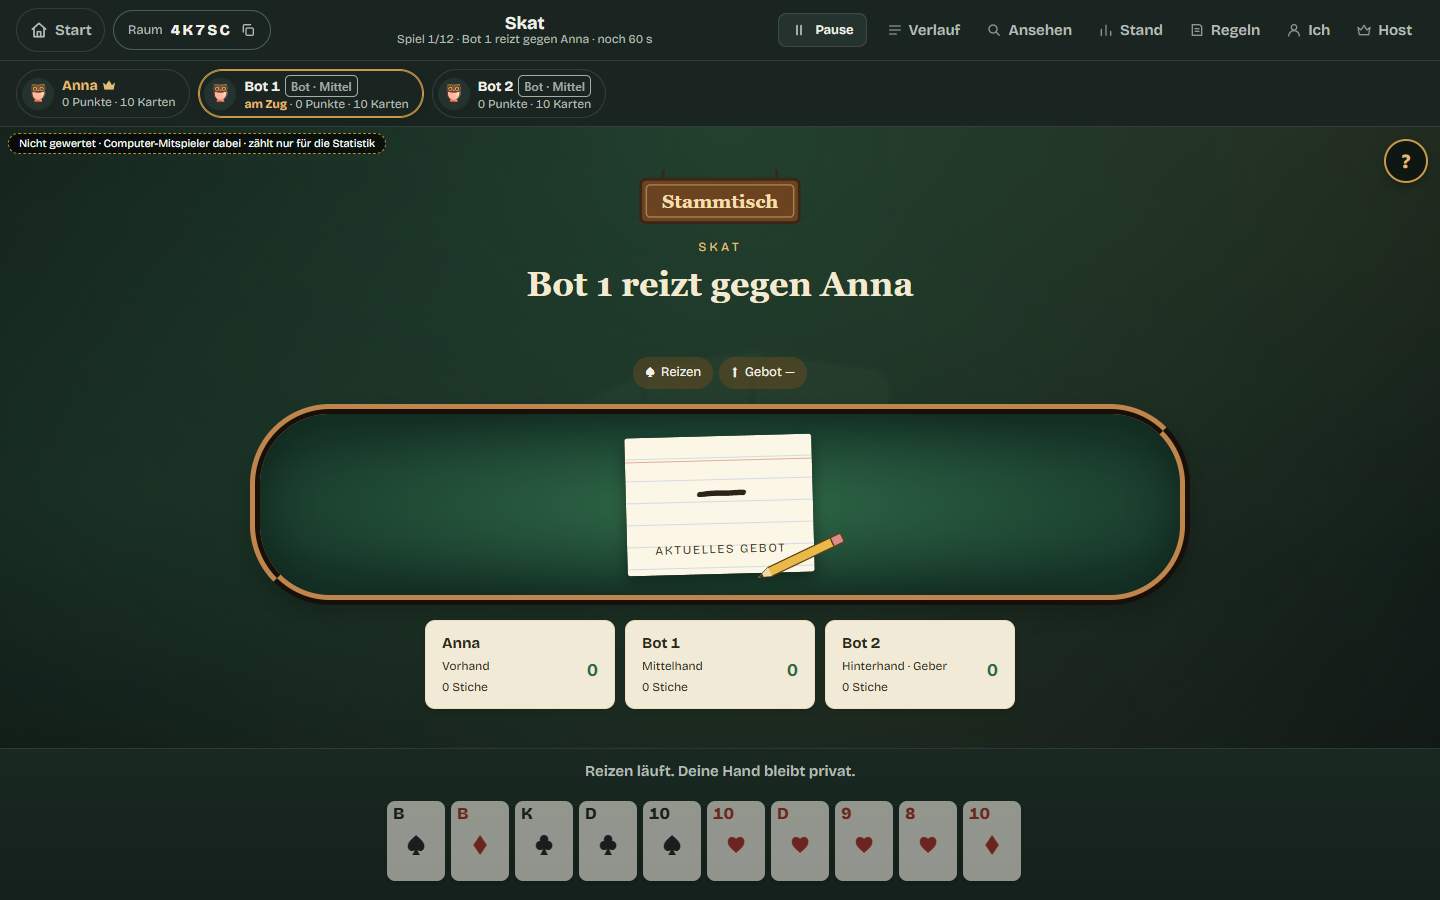 Start
Raum 4K7SC
Skat
Spiel 1/12 · Bot 1 reizt gegen Anna · noch 60 s
Pause
Verlauf
Ansehen
Stand
Regeln
Ich
Host
Anna
0 Punkte · 10 Karten
Bot 1 Bot · Mittel
am Zug · 0 Punkte · 10 Karten
Bot 2 Bot · Mittel
0 Punkte · 10 Karten
Nicht gewertet · Computer-Mitspieler dabei · zählt nur für die Statistik
?
Stammtisch
SKAT
Bot 1 reizt gegen Anna
Reizen
Gebot —
AKTUELLES GEBOT
Anna
Vorhand
0 Stiche
0
Bot 1
Mittelhand
0 Stiche
0
Bot 2
Hinterhand · Geber
0 Stiche
0
Reizen läuft. Deine Hand bleibt privat.
B B K D 10 10 D 9 8 10